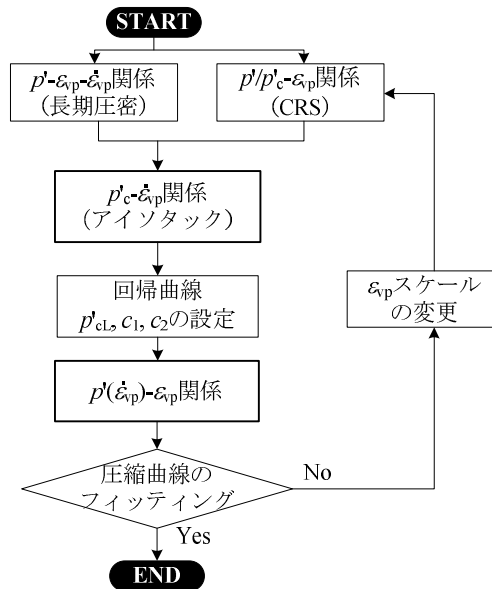 START
p'-εvp-ε̇vp関係
(長期圧密)
p'/p'c-εvp関係
(CRS)
p'c-ε̇vp関係
(アイソタック)
回帰曲線
p'cL, c1, c2の設定
εvpスケール
の変更
p'(ε̇vp)-εvp関係
圧縮曲線の
フィッティング
No
Yes
END